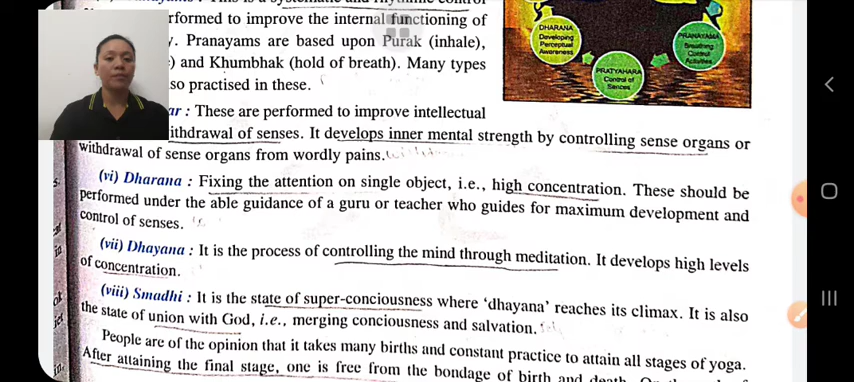 rformed to improve the internal functioning of
y. Pranayams are based upon Purak (inhale),
) and Khumbhak (hold of breath). Many types
so practised in these.
ar : These are performed to improve intellectual
ithdrawal of senses. It develops inner mental strength by controlling sense organs or
withdrawal of sense organs from wordly pains.
(vi) Dharana : Fixing the attention on single object, i.e., high concentration. These should be
performed under the able guidance of a guru or teacher who guides for maximum development and
control of senses.
(vii) Dhayana : It is the process of controlling the mind through meditation. It develops high levels
of concentration.
(viii) Smadhi : It is the state of super-conciousness where 'dhayana' reaches its climax. It is also
the state of union with God, i.e., merging conciousness and salvation.
People are of the opinion that it takes many births and constant practice to attain all stages of yoga.
After attaining the final stage, one is free from the bondage of birth and death.
DHARANA
Developing
Perceptual
Awareness
PRATYAHARA
Control of
Senses
PRANAYAMA
Breathing
Control
Activities